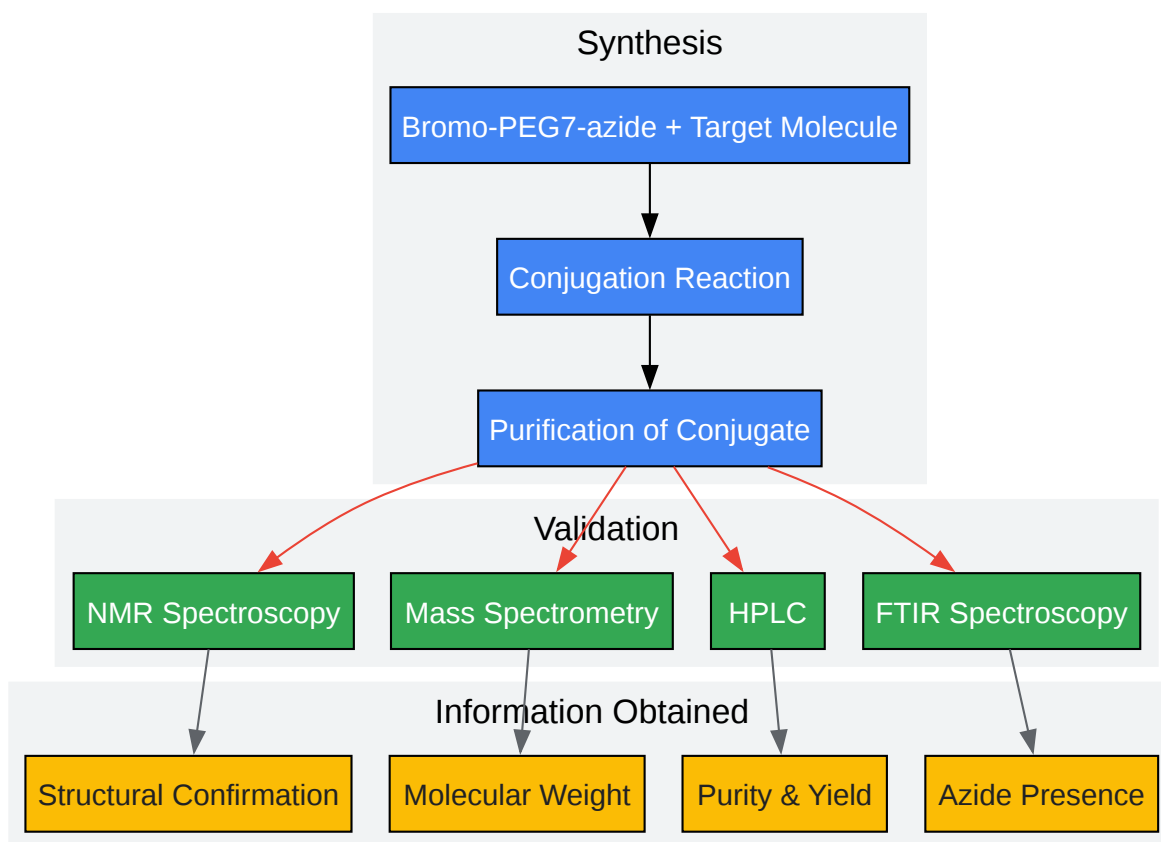 Synthesis
Bromo-PEG7-azide + Target Molecule
Conjugation Reaction
Purification of Conjugate
Validation
NMR Spectroscopy
Mass Spectrometry
HPLC
FTIR Spectroscopy
Information Obtained
Structural Confirmation
Molecular Weight
Purity & Yield
Azide Presence